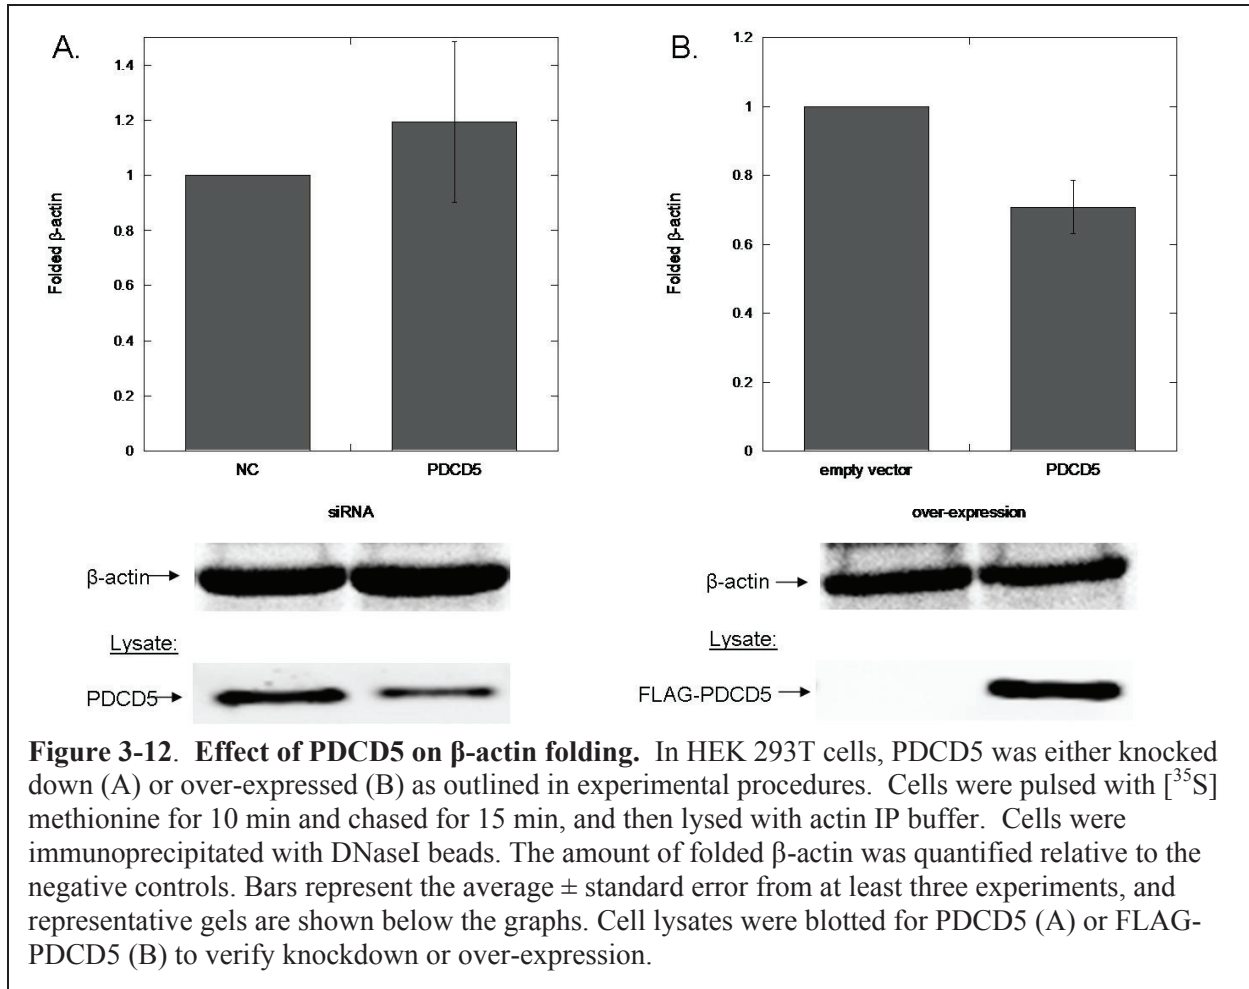 A.
1.4
1.2
1
0.8
0.6
0.4
0.2
0
Folded β-actin
NC PDCD5
siRNA
β-actin
Lysate:
PDCD5
B.
1.2
1
0.8
0.6
0.4
0.2
0
Folded β-actin
empty vector PDCD5
over-expression
β-actin
Lysate:
FLAG-PDCD5
Figure 3-12. Effect of PDCD5 on β-actin folding. In HEK 293T cells, PDCD5 was either knocked
down (A) or over-expressed (B) as outlined in experimental procedures. Cells were pulsed with [³⁵S]
methionine for 10 min and chased for 15 min, and then lysed with actin IP buffer. Cells were
immunoprecipitated with DNaseI beads. The amount of folded β-actin was quantified relative to the
negative controls. Bars represent the average ± standard error from at least three experiments, and
representative gels are shown below the graphs. Cell lysates were blotted for PDCD5 (A) or FLAG-
PDCD5 (B) to verify knockdown or over-expression.